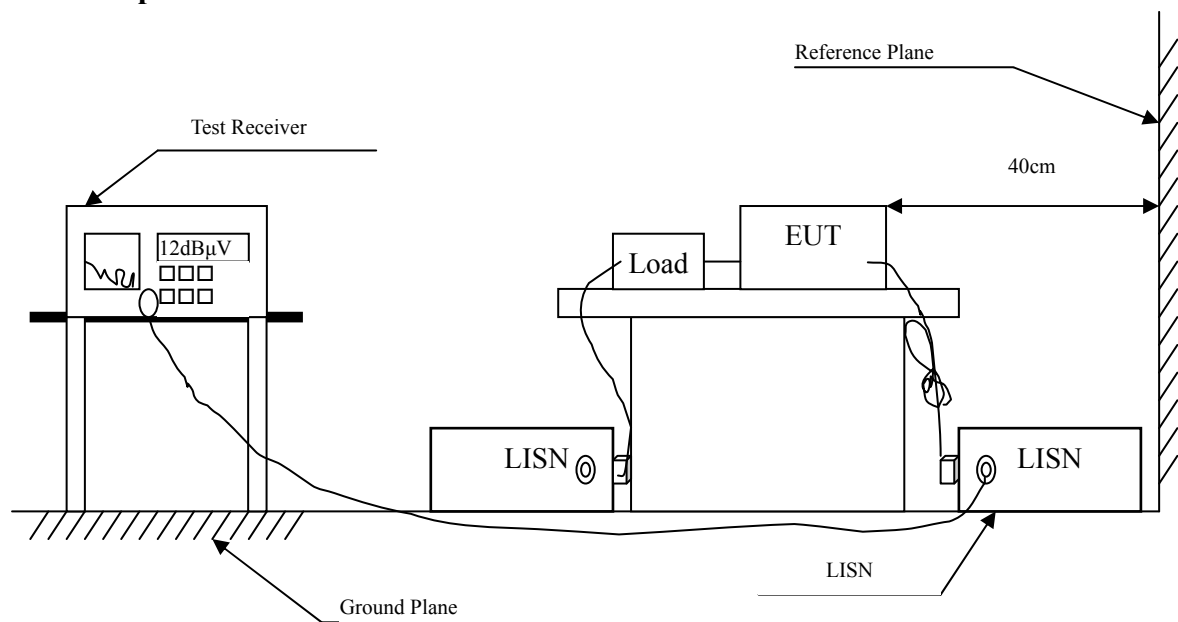 Reference Plane
Test Receiver
40cm
12dBμV
EUT
Load
LISN
LISN
LISN
Ground Plane